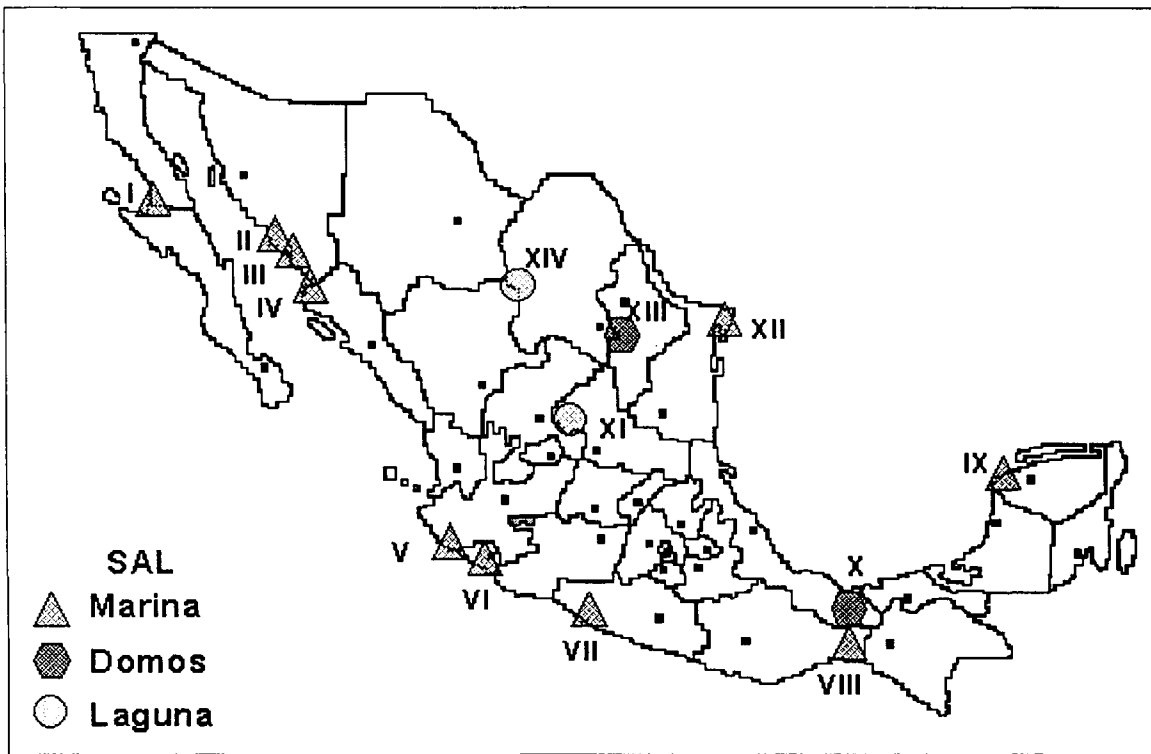 I
II
III
IV
XIV
XIII
XII
XI
IX
V
VI
VII
X
VIII
SAL
Marina
Domos
Laguna